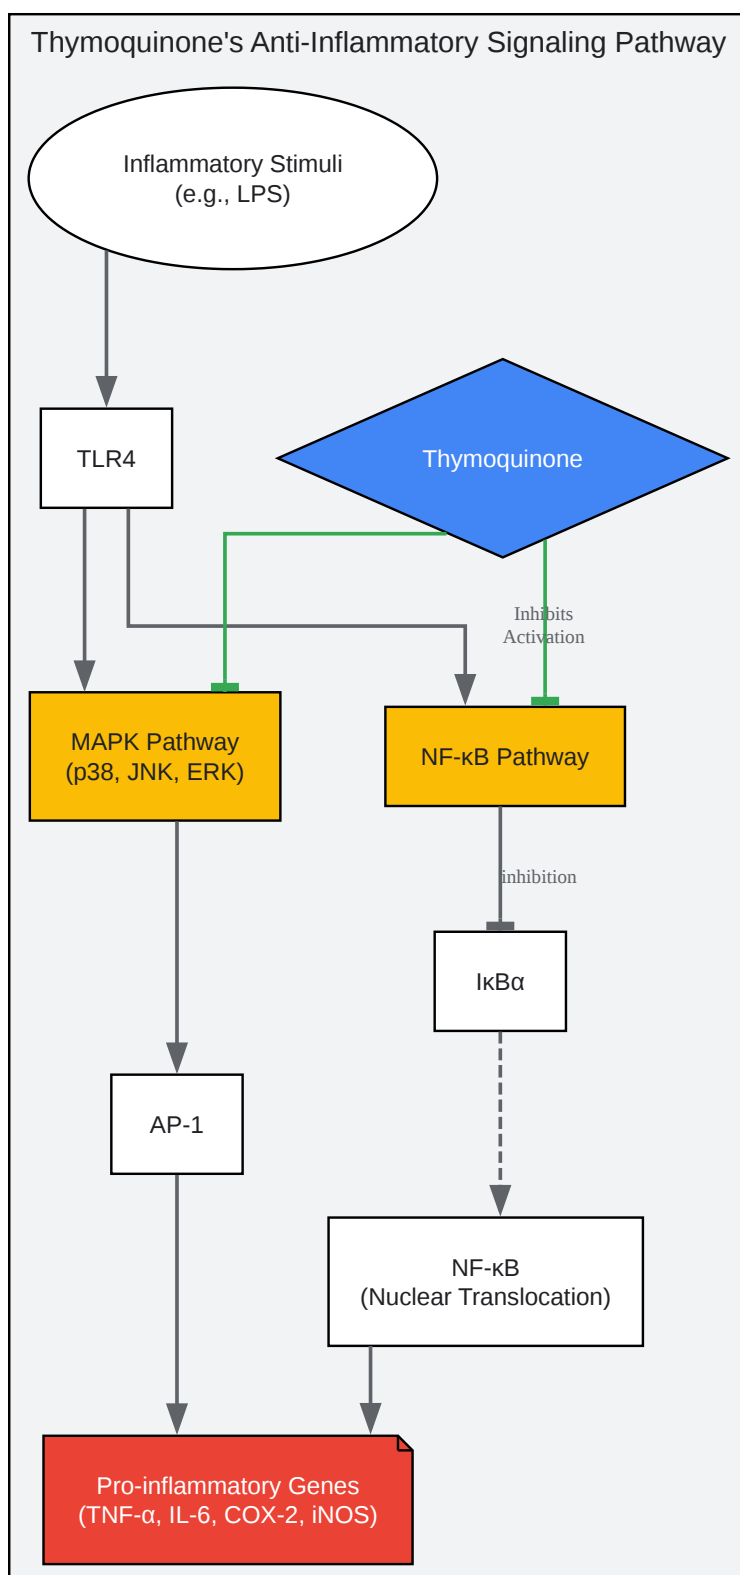 Thymoquinone's Anti-Inflammatory Signaling Pathway
Inflammatory Stimuli
(e.g., LPS)
TLR4
Thymoquinone
Inhibits
Activation
MAPK Pathway
(p38, JNK, ERK)
NF-κB Pathway
inhibition
IκBα
AP-1
NF-κB
(Nuclear Translocation)
Pro-inflammatory Genes
(TNF-α, IL-6, COX-2, iNOS)